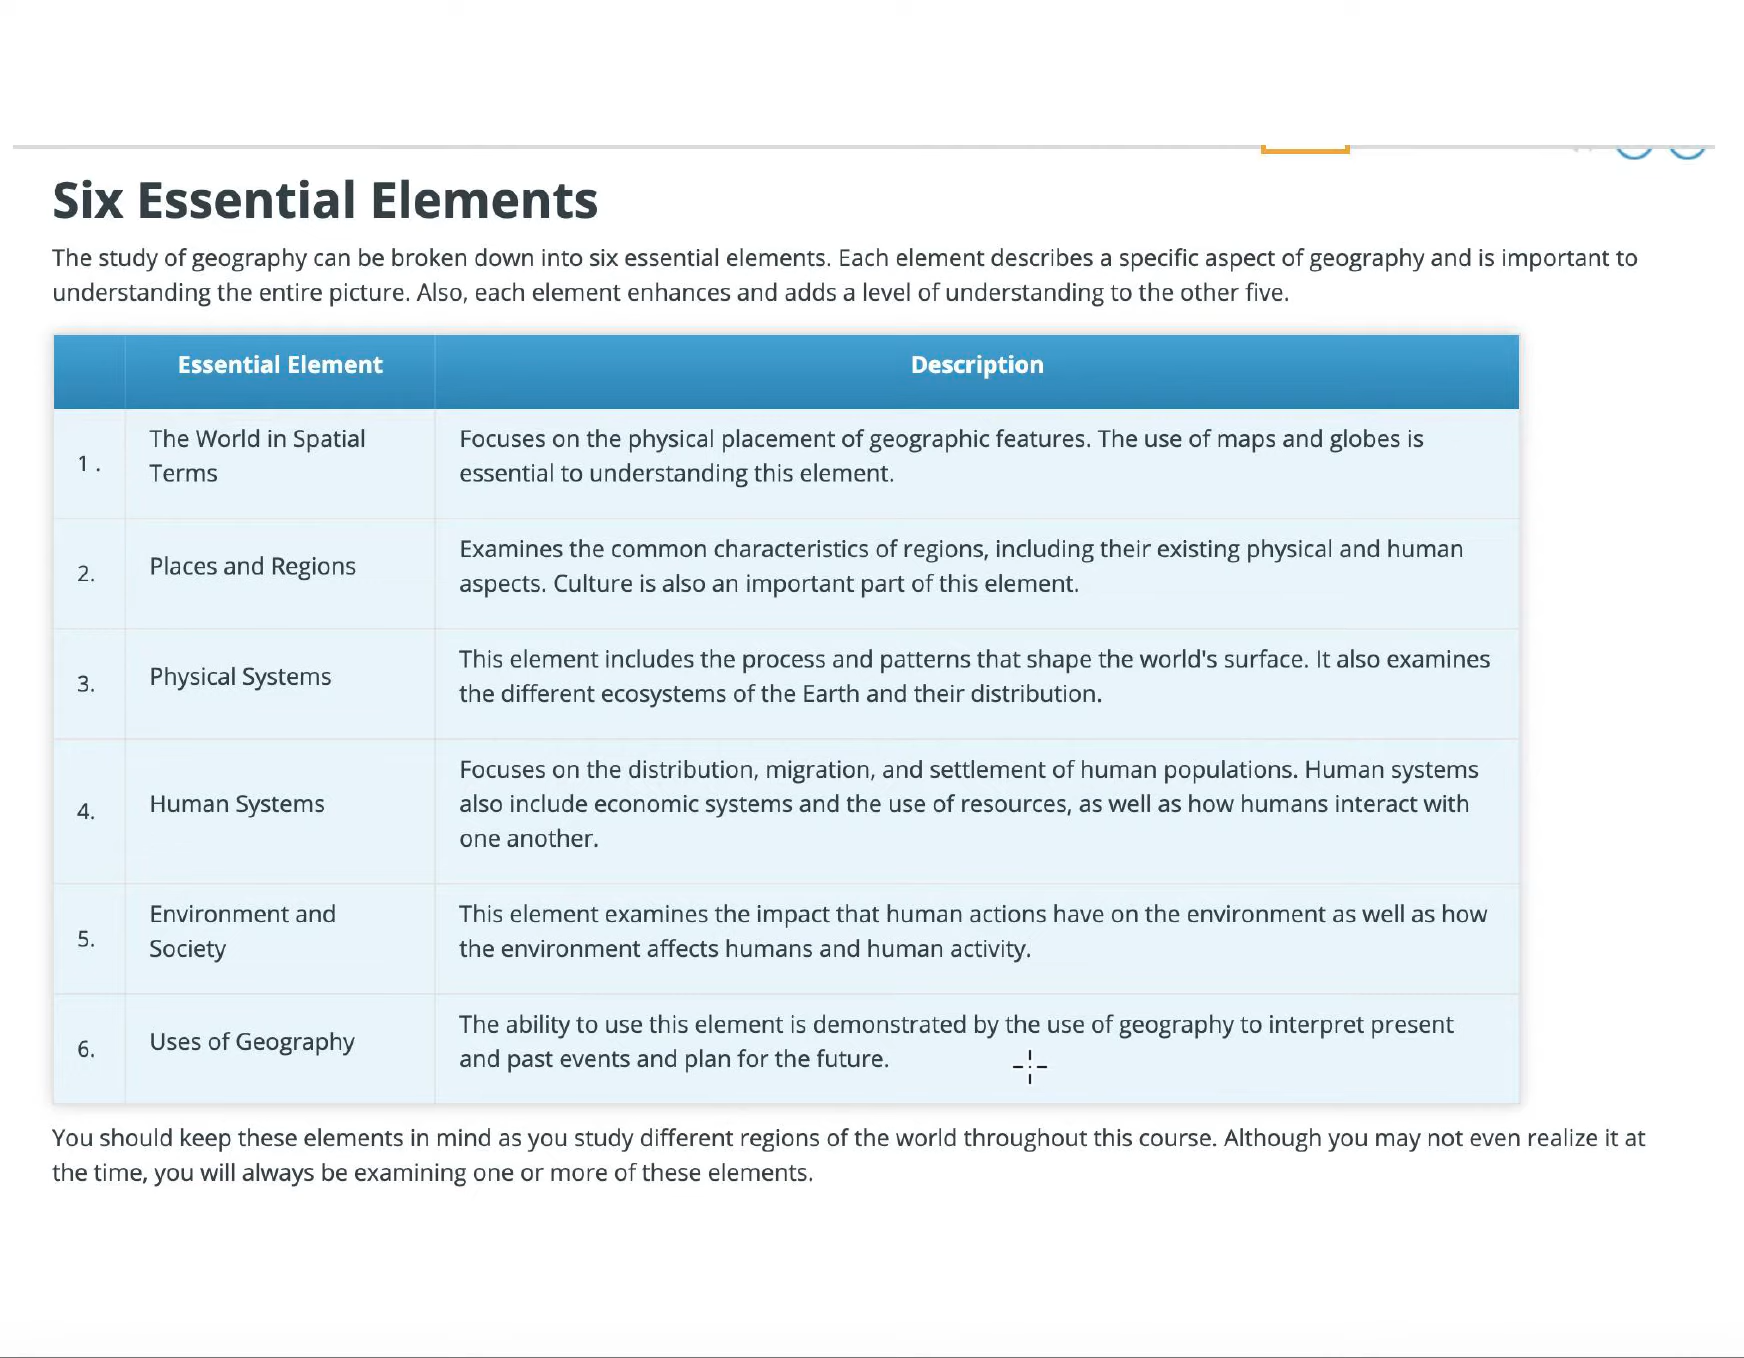 Six Essential Elements
The study of geography can be broken down into six essential elements. Each element describes a specific aspect of geography and is important to
understanding the entire picture. Also, each element enhances and adds a level of understanding to the other five.
Essential Element
Description
1 .
The World in Spatial
Terms
Focuses on the physical placement of geographic features. The use of maps and globes is
essential to understanding this element.
2.
Places and Regions
Examines the common characteristics of regions, including their existing physical and human
aspects. Culture is also an important part of this element.
3.
Physical Systems
This element includes the process and patterns that shape the world's surface. It also examines
the different ecosystems of the Earth and their distribution.
4.
Human Systems
Focuses on the distribution, migration, and settlement of human populations. Human systems
also include economic systems and the use of resources, as well as how humans interact with
one another.
5.
Environment and
Society
This element examines the impact that human actions have on the environment as well as how
the environment affects humans and human activity.
6.
Uses of Geography
The ability to use this element is demonstrated by the use of geography to interpret present
and past events and plan for the future.
You should keep these elements in mind as you study different regions of the world throughout this course. Although you may not even realize it at
the time, you will always be examining one or more of these elements.